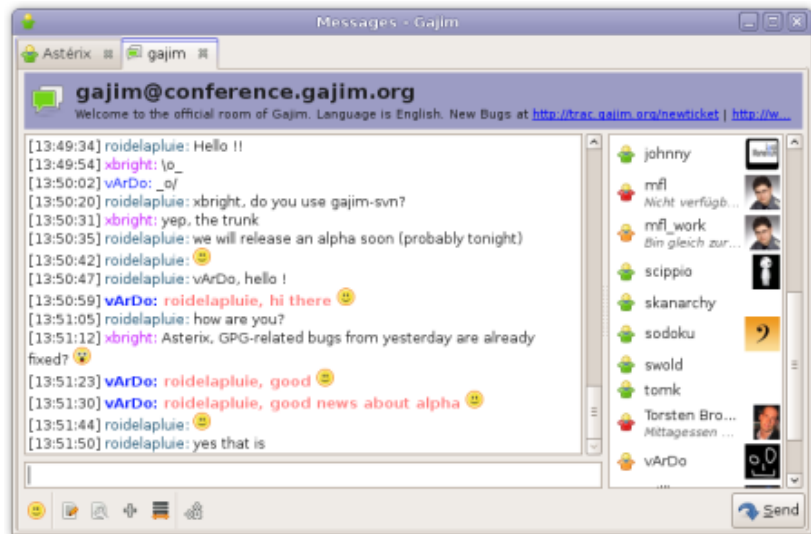 Messages - Gajim
Astérix
gajim
gajim@conference.gajim.org
Welcome to the official room of Gajim. Language is English. New Bugs at http://trac.gajim.org/newticket | http://w...
[13:49:34] roidelapluie: Hello !!
[13:49:54] xbright: \o_
[13:50:02] vArDo: _o/
[13:50:20] roidelapluie: xbright, do you use gajim-svn?
[13:50:31] xbright: yep, the trunk
[13:50:35] roidelapluie: we will release an alpha soon (probably tonight)
[13:50:42] roidelapluie:
[13:50:47] roidelapluie: vArDo, hello !
[13:50:59] vArDo: roidelapluie, hi there
[13:51:05] roidelapluie: how are you?
[13:51:12] xbright: Asterix, GPG-related bugs from yesterday are already
fixed?
[13:51:23] vArDo: roidelapluie, good
[13:51:30] vArDo: roidelapluie, good news about alpha
[13:51:44] roidelapluie:
[13:51:50] roidelapluie: yes that is
johnny
mfl
Nicht verfügb...
mfl_work
Bin gleich zur...
scippio
skanarchy
sodoku
swold
tomk
Torsten Bro...
Mittagessen ...
vArDo
Send